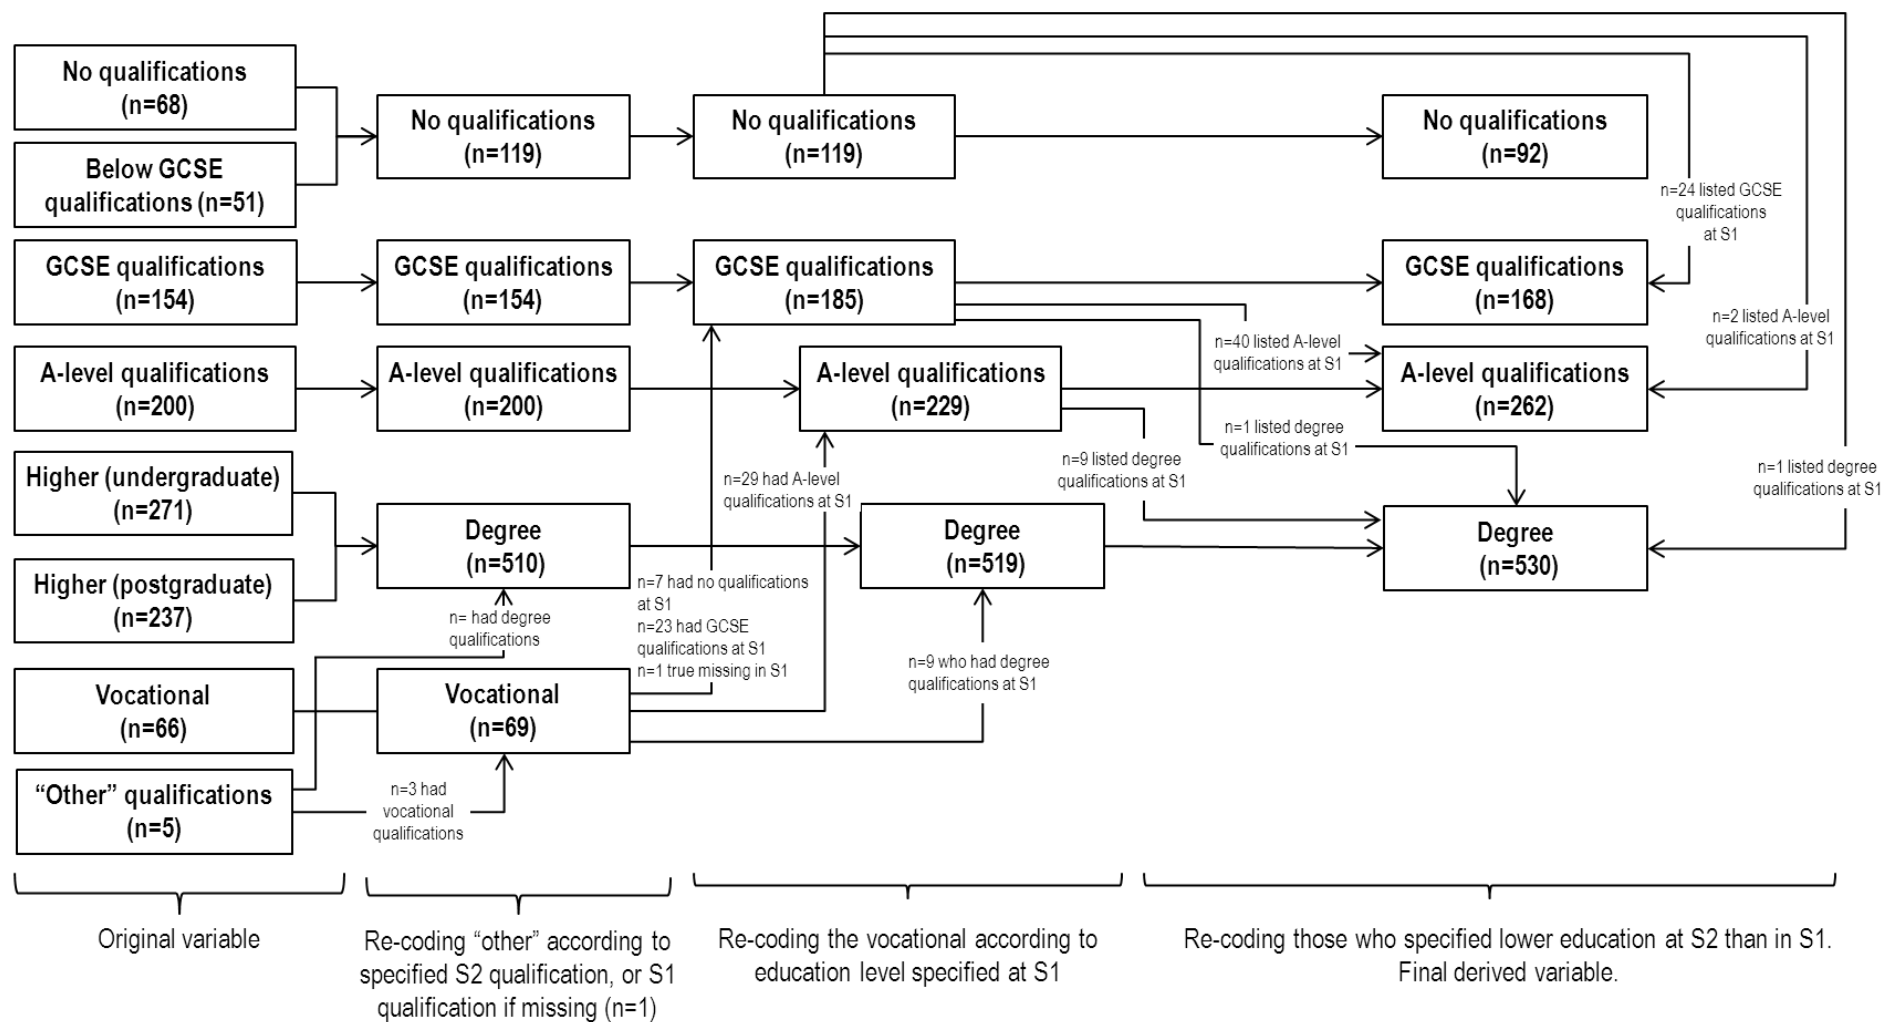 No qualifications
(n=68)
Below GCSE
qualifications (n=51)
GCSE qualifications
(n=154)
A-level qualifications
(n=200)
Higher (undergraduate)
(n=271)
Higher (postgraduate)
(n=237)
Vocational
(n=66)
“Other” qualifications
(n=5)
Original variable
No qualifications
(n=119)
GCSE qualifications
(n=154)
A-level qualifications
(n=200)
Degree
(n=510)
n= had degree
qualifications
Vocational
(n=69)
n=3 had
vocational
qualifications
Re-coding “other” according to
specified S2 qualification, or S1
qualification if missing (n=1)
No qualifications
(n=119)
GCSE qualifications
(n=185)
A-level qualifications
(n=229)
n=29 had A-level
qualifications at S1
Degree
(n=519)
n=7 had no qualifications
at S1
n=23 had GCSE
qualifications at S1
n=1 true missing in S1
n=9 who had degree
qualifications at S1
Re-coding the vocational according to
education level specified at S1
No qualifications
(n=92)
n=24 listed GCSE
qualifications
at S1
GCSE qualifications
(n=168)
n=40 listed A-level
qualifications at S1
n=2 listed A-level
qualifications at S1
A-level qualifications
(n=262)
n=1 listed degree
qualifications at S1
n=9 listed degree
qualifications at S1
n=1 listed degree
qualifications at S1
Degree
(n=530)
Re-coding those who specified lower education at S2 than in S1.
Final derived variable.